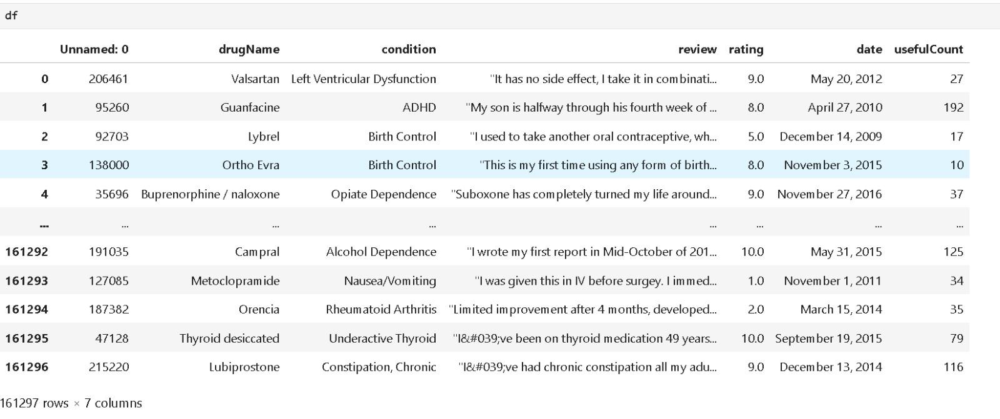 df
Unnamed: 0 drugName condition review rating date usefulCount
0 206461 Valsartan Left Ventricular Dysfunction "It has no side effect, I take it in combinati... 9.0 May 20, 2012 27
1 95260 Guanfacine ADHD "My son is halfway through his fourth week of ... 8.0 April 27, 2010 192
2 92703 Lybrel Birth Control "I used to take another oral contraceptive, wh... 5.0 December 14, 2009 17
3 138000 Ortho Evra Birth Control "This is my first time using any form of birth... 8.0 November 3, 2015 10
4 35696 Buprenorphine / naloxone Opiate Dependence "Suboxone has completely turned my life around... 9.0 November 27, 2016 37
... ... ... ... ... ... ... ...
161292 191035 Campral Alcohol Dependence "I wrote my first report in Mid-October of 201... 10.0 May 31, 2015 125
161293 127085 Metoclopramide Nausea/Vomiting "I was given this in IV before surgey. I immed... 1.0 November 1, 2011 34
161294 187382 Orencia Rheumatoid Arthritis "Limited improvement after 4 months, developed... 2.0 March 15, 2014 35
161295 47128 Thyroid desiccated Underactive Thyroid "I&#039;ve been on thyroid medication 49 years... 10.0 September 19, 2015 79
161296 215220 Lubiprostone Constipation, Chronic "I&#039;ve had chronic constipation all my adu... 9.0 December 13, 2014 116
161297 rows × 7 columns